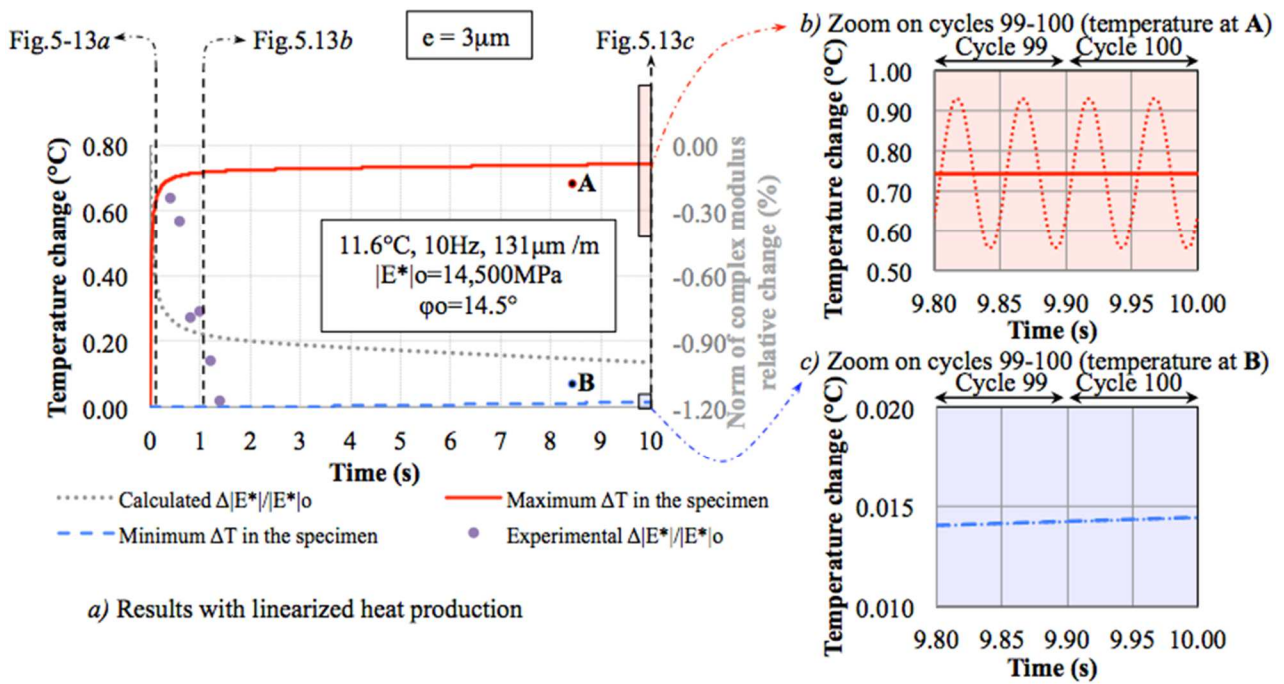 Fig.5-13a
Fig.5.13b
e = 3μm
Fig.5.13c
b) Zoom on cycles 99-100 (temperature at A)
Cycle 99
Cycle 100
Temperature change (°C)
1.00
0.90
0.80
0.70
0.60
0.50
9.80
9.85
9.90
9.95
10.00
Time (s)
Temperature change (°C)
0.80
0.60
0.40
0.20
0.00
A
11.6°C, 10Hz, 131μm /m
|E*|o=14,500MPa
φo=14.5°
B
0.00
-0.30
-0.60
-0.90
-1.20
Norm of complex modulus
relative change (%)
0
1
2
3
4
5
6
7
8
9
10
Time (s)
Calculated Δ|E*|/|E*|o
Maximum ΔT in the specimen
Minimum ΔT in the specimen
Experimental Δ|E*|/|E*|o
a) Results with linearized heat production
c) Zoom on cycles 99-100 (temperature at B)
Cycle 99
Cycle 100
Temperature change (°C)
0.020
0.015
0.010
9.80
9.85
9.90
9.95
10.00
Time (s)